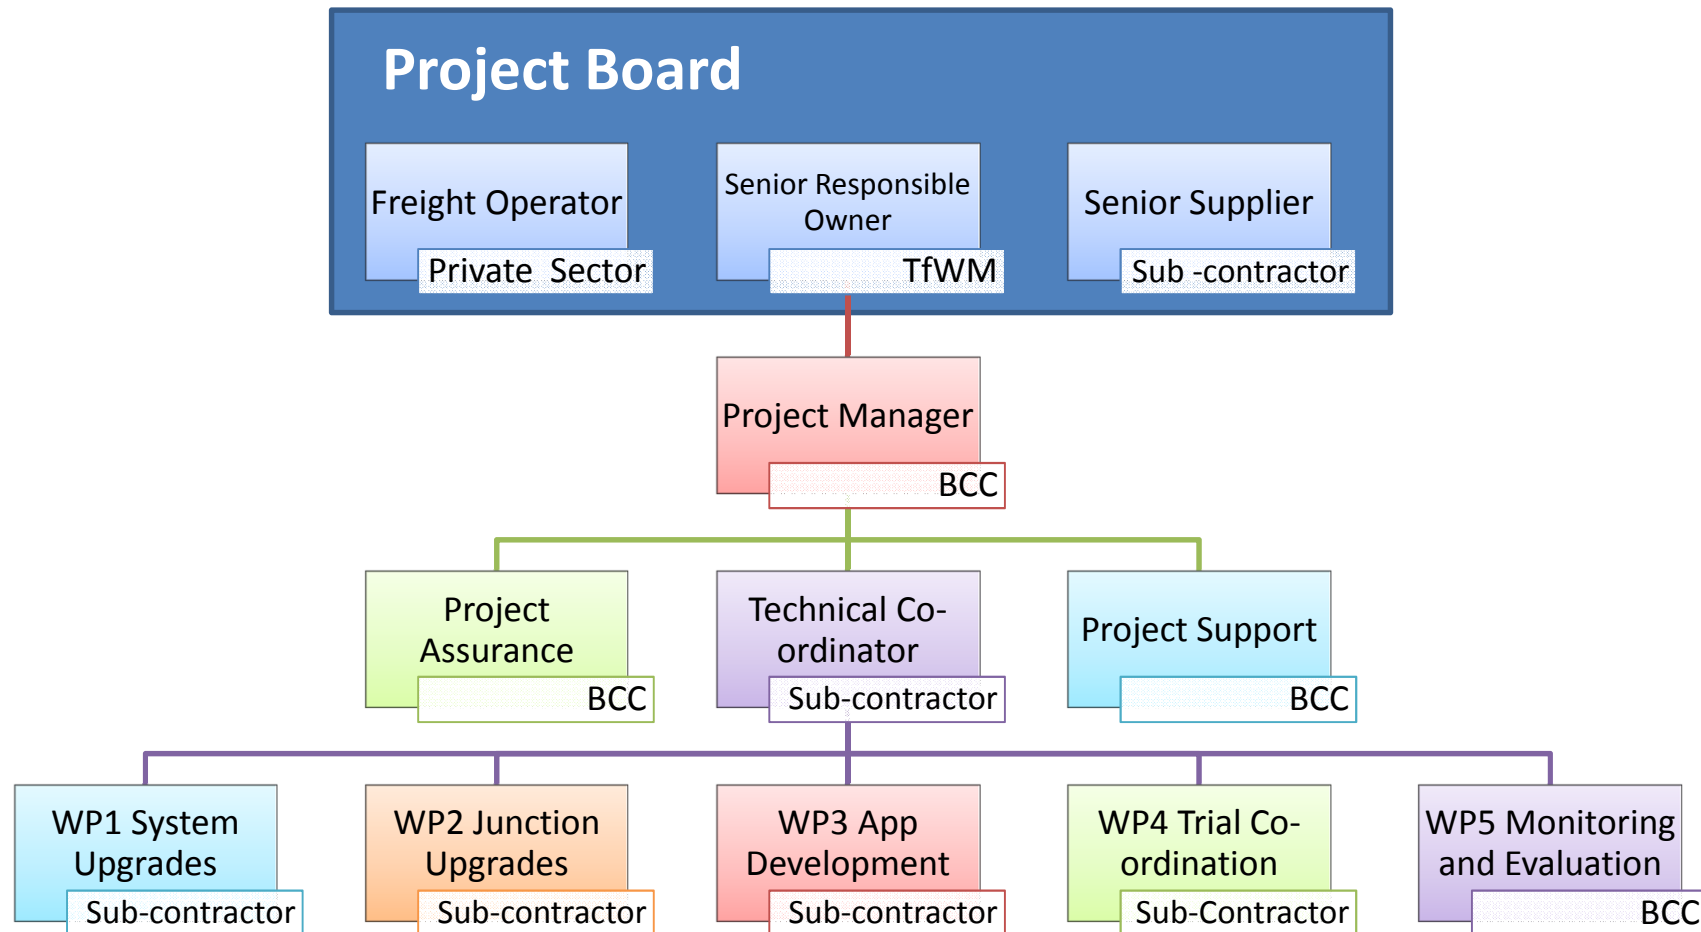 Project Board
Freight Operator
Private Sector
Senior Responsible
Owner
TfWM
Senior Supplier
Sub -contractor
Project Manager
BCC
Project
Assurance
BCC
Technical Co-
ordinator
Sub-contractor
Project Support
BCC
WP1 System
Upgrades
Sub-contractor
WP2 Junction
Upgrades
Sub-contractor
WP3 App
Development
Sub-contractor
WP4 Trial Co-
ordination
Sub-Contractor
WP5 Monitoring
and Evaluation
BCC